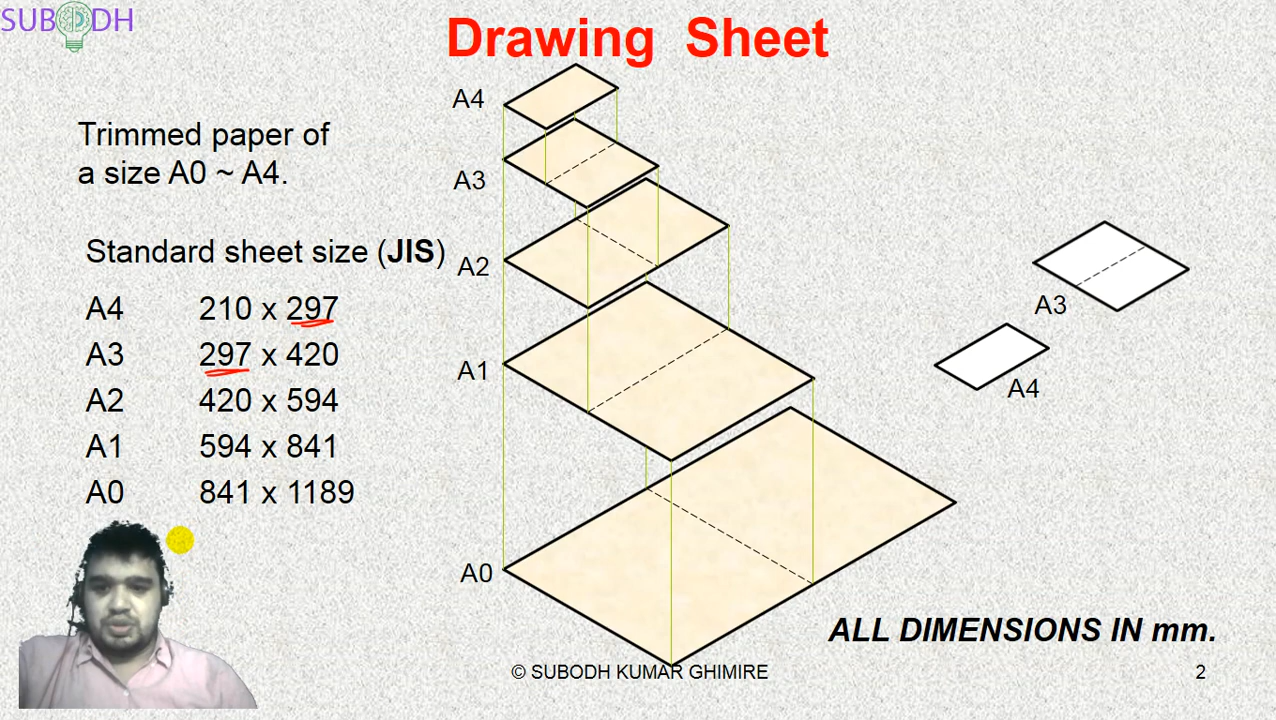 SUBODH
Drawing Sheet
Trimmed paper of
a size A0 ~ A4.
Standard sheet size (JIS)
A4 210 x 297
A3 297 x 420
A2 420 x 594
A1 594 x 841
A0 841 x 1189
A4
A3
A2
A1
A0
A3
A4
ALL DIMENSIONS IN mm.
© SUBODH KUMAR GHIMIRE
2